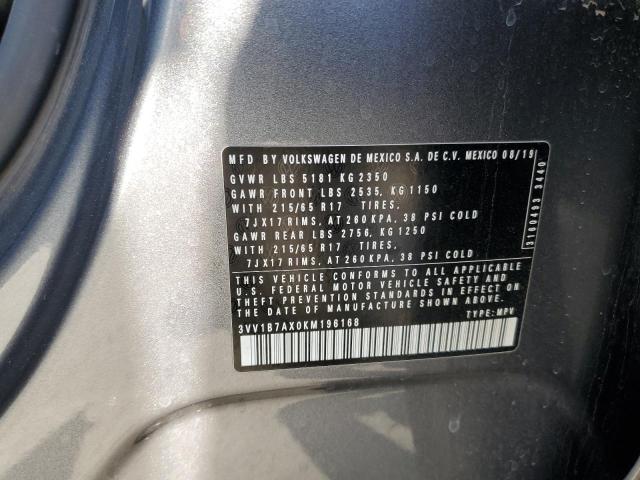 MFD BY VOLKSWAGEN DE MEXICO S.A. DE C.V. MEXICO 08/19
GVWR LBS 5181 KG 2350
GAWR FRONT LBS 2535, KG 1150
WITH 215/65 R17 TIRES,
7JX17 RIMS, AT 260 KPA, 38 PSI COLD
GAWR REAR LBS 2756, KG 1250
WITH 215/65 R17 TIRES,
7JX17 RIMS, AT 260 KPA, 38 PSI COLD
THIS VEHICLE CONFORMS TO ALL APPLICABLE
U.S. FEDERAL MOTOR VEHICLE SAFETY AND
THEFT PREVENTION STANDARDS IN EFFECT ON THE
DATE OF MANUFACTURE SHOWN ABOVE.
3VV1B7AX0KM196168 TYPE: MPV
3160493 3440